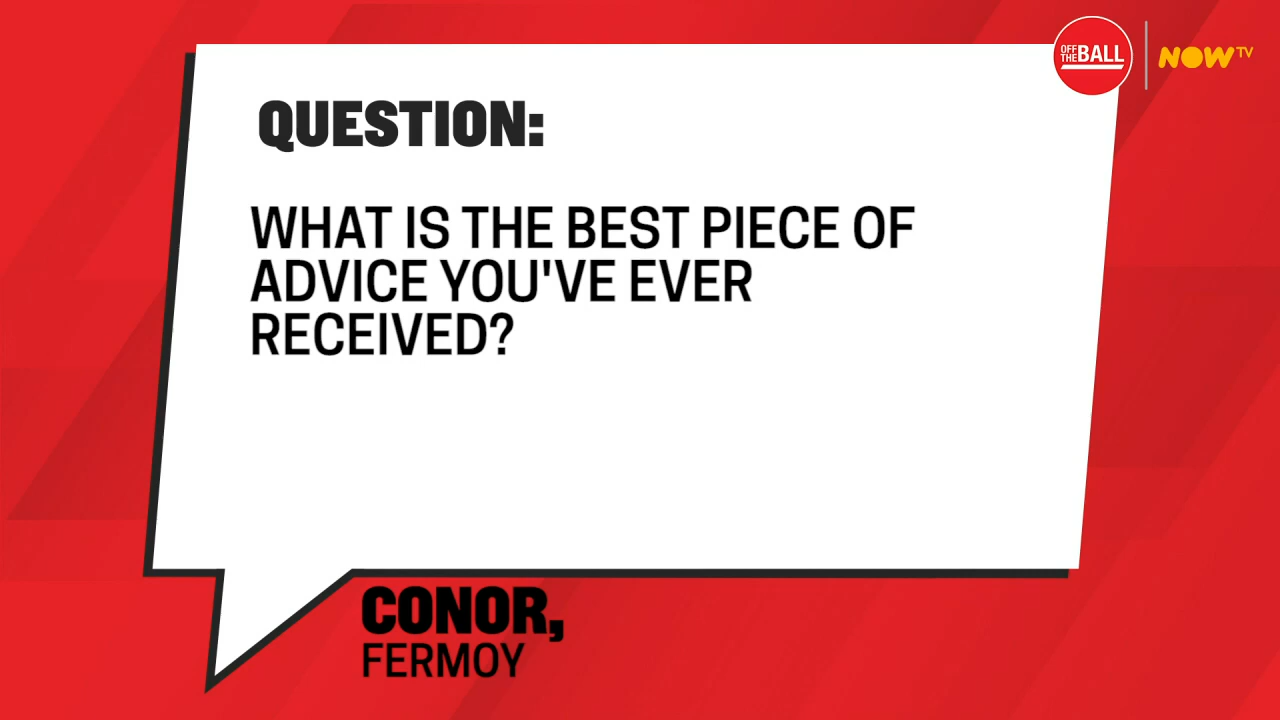 OFF THE BALL
NOW TV
QUESTION:
WHAT IS THE BEST PIECE OF
ADVICE YOU'VE EVER
RECEIVED?
CONOR,
FERMOY